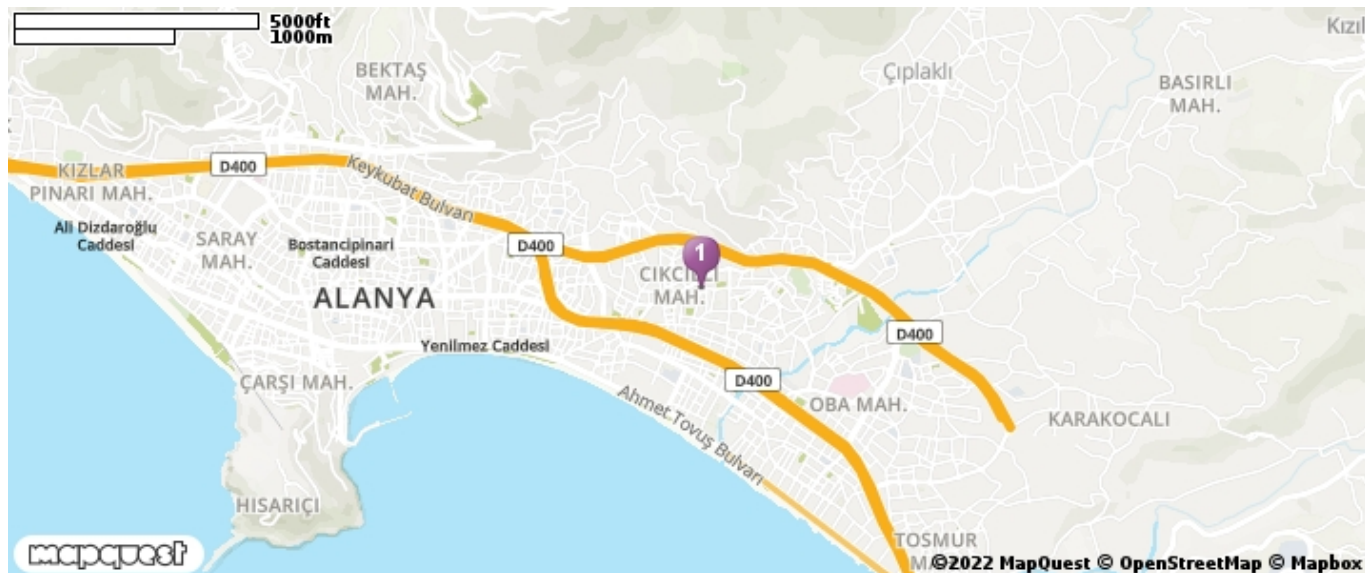 5000ft
1000m
BEKTAŞ
MAH.
Çıplaklı
BASIRLI
MAH.
KIZLAR
PINARI MAH.
D400
Keykubat Bulvarı
Ali Dizdaroğlu
Caddesi
SARAY
MAH.
Bostancipinari
Caddesi
D400
1
MAH.
ALANYA
D400
Yenilmez Caddesi
ÇARŞI MAH.
D400
Ahmet Tovuş Bulvarı
OBA MAH.
KARAKOCALI
HISARIÇI
TOSMUR
mapquest
©2022 MapQuest © OpenStreetMap © Mapbox